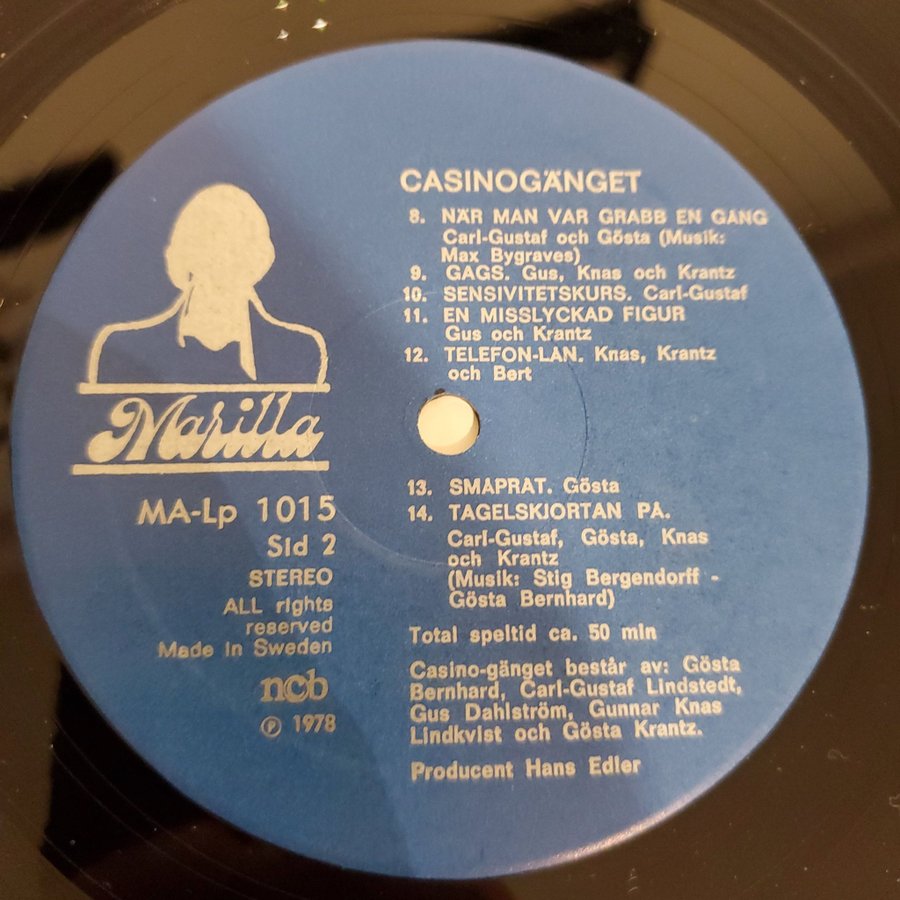 CASINOGÄNGET
8. NÄR MAN VAR GRABB EN GANG
Carl-Gustaf och Gösta (Musik:
Max Bygraves)
9. GAGS. Gus, Knas och Krantz
10. SENSIVITETSKURS. Carl-Gustaf
11. EN MISSLYCKAD FIGUR
Gus och Krantz
12. TELEFON-LAN. Knas, Krantz
och Bert
13. SMAPRAT. Gösta
14. TAGELSKJORTAN PA.
Carl-Gustaf, Gösta, Knas
och Krantz
(Musik: Stig Bergendorff -
Gösta Bernhard)
Total speltid ca. 50 min
Casino-gänget består av: Gösta
Bernhard, Carl-Gustaf Lindstedt,
Gus Dahlström, Gunnar Knas
Lindkvist och Gösta Krantz.
Producent Hans Edler
Marilla
MA-Lp 1015
Sid 2
STEREO
ALL rights
reserved
Made in Sweden
ncb
℗ 1978